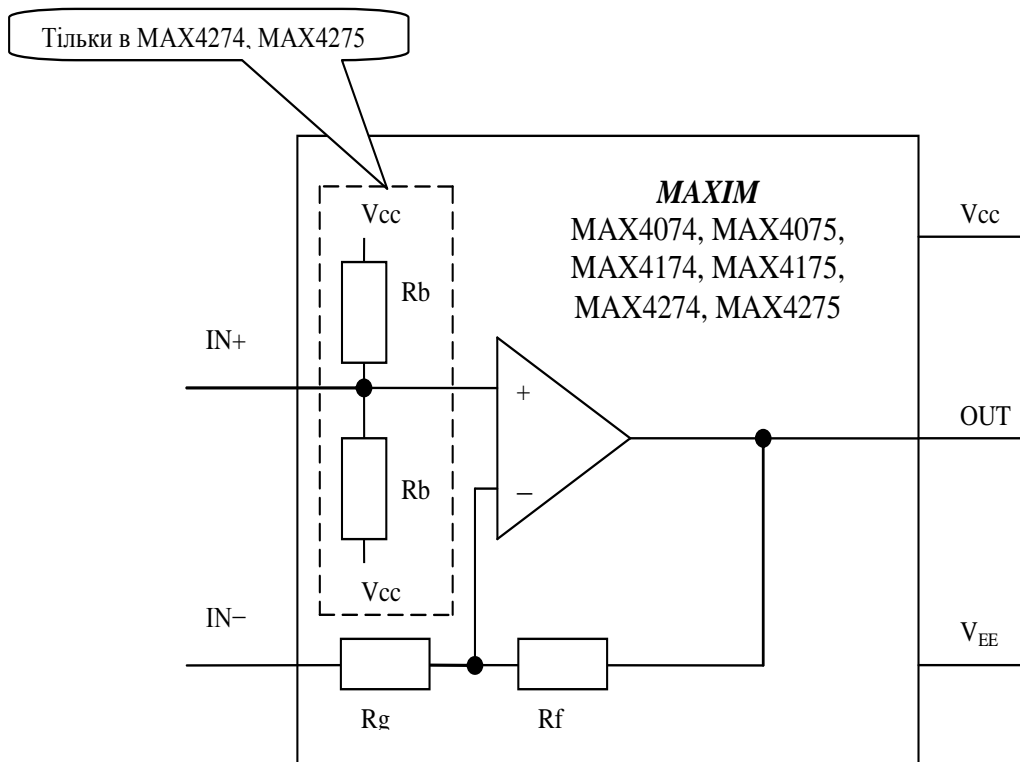 Тільки в MAX4274, MAX4275
MAXIM
MAX4074, MAX4075,
MAX4174, MAX4175,
MAX4274, MAX4275
Vcc
Vcc
Rb
IN+
+
OUT
Rb
−
Vcc
IN−
VEE
Rg
Rf